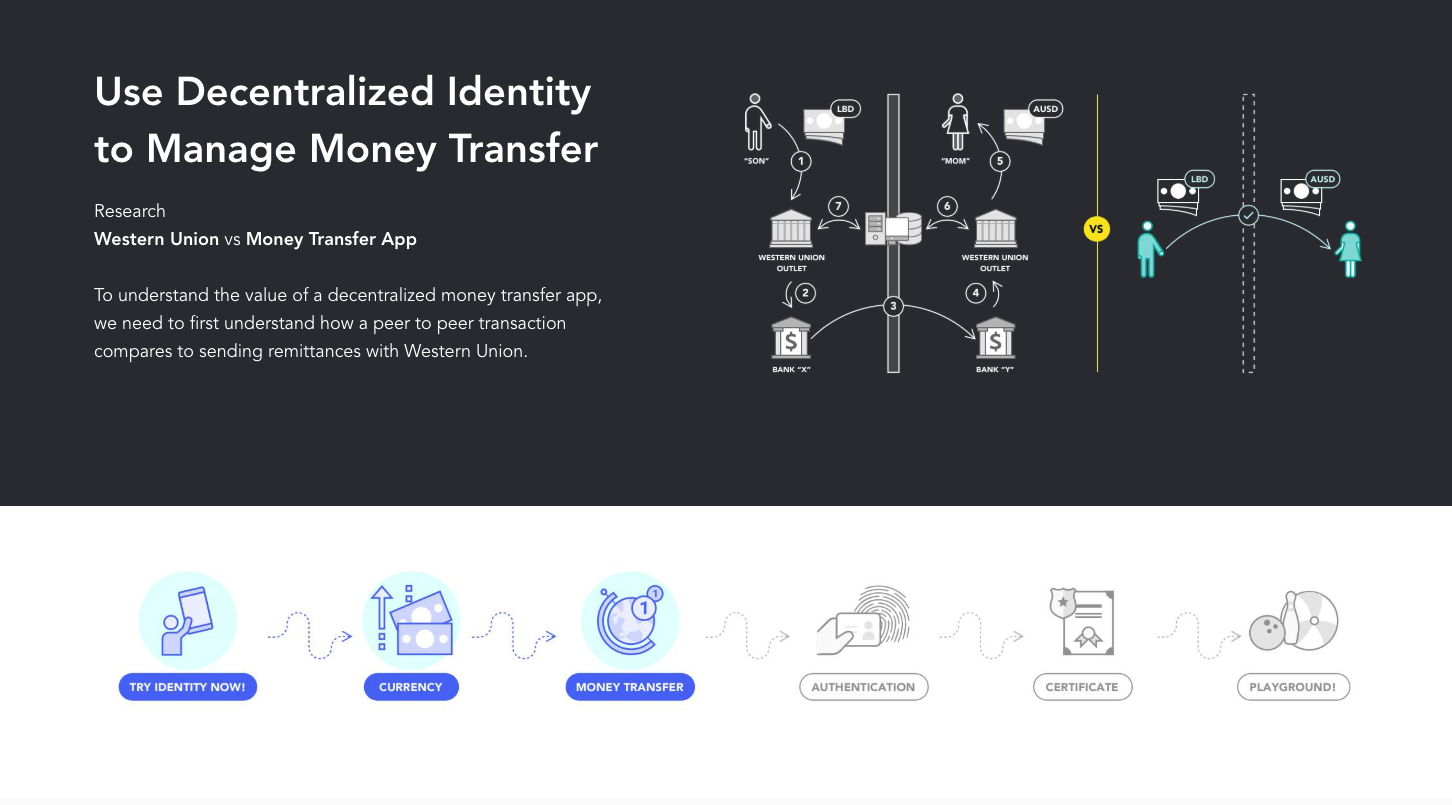 Use Decentralized Identity
to Manage Money Transfer
Research
Western Union vs Money Transfer App
To understand the value of a decentralized money transfer app,
we need to first understand how a peer to peer transaction
compares to sending remittances with Western Union.
LBD
AUSD
"SON"
1
"MOM"
5
7
6
WESTERN UNION
OUTLET
WESTERN UNION
OUTLET
2
4
3
$
$
BANK "X"
BANK "Y"
VS
LBD
AUSD
1
1
TRY IDENTITY NOW!
CURRENCY
MONEY TRANSFER
AUTHENTICATION
CERTIFICATE
PLAYGROUND!